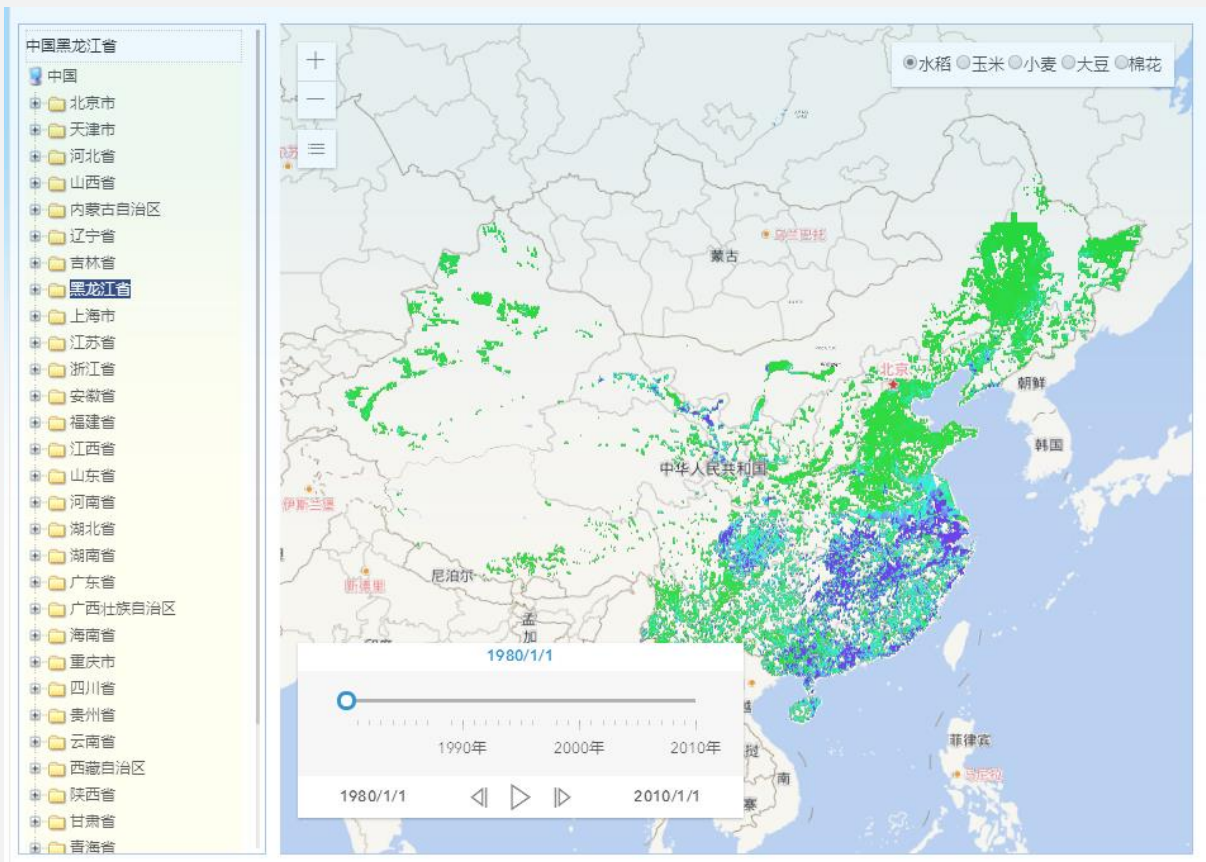 中国黑龙江省
中国
北京市
天津市
河北省
山西省
内蒙古自治区
辽宁省
吉林省
黑龙江省
上海市
江苏省
浙江省
安徽省
福建省
江西省
山东省
河南省
湖北省
湖南省
广东省
广西壮族自治区
海南省
重庆市
四川省
贵州省
云南省
西藏自治区
陕西省
甘肃省
青海省
水稻 玉米 小麦 大豆 棉花
乌兰巴托
蒙古
北京
朝鲜
韩国
中华人民共和国
伊斯兰堡
新德里
尼泊尔
孟
加
1980/1/1
1990年 2000年 2010年
1980/1/1 2010/1/1
越
南
寨
菲律宾
马尼拉